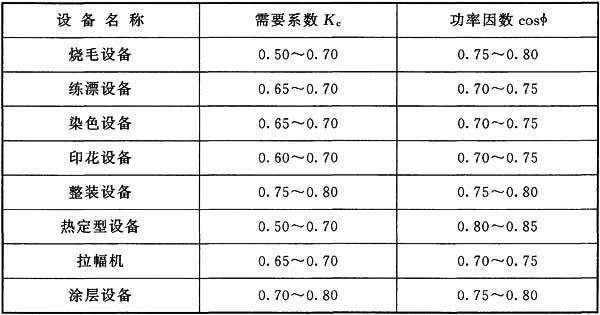 设备名称 需要系数 Kc 功率因数 cosϕ
烧毛设备 0.50～0.70 0.75～0.80
练漂设备 0.65～0.70 0.70～0.75
染色设备 0.65～0.70 0.70～0.75
印花设备 0.60～0.70 0.70～0.75
整装设备 0.75～0.80 0.75～0.80
热定型设备 0.50～0.70 0.80～0.85
拉幅机 0.65～0.70 0.70～0.75
涂层设备 0.70～0.80 0.75～0.80